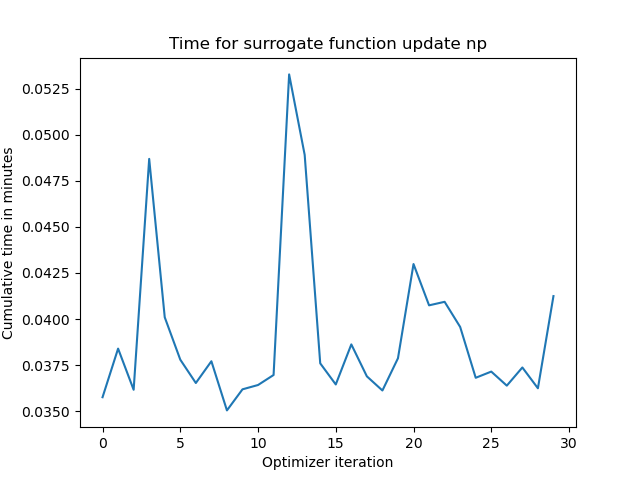 Time for surrogate function update np
Cumulative time in minutes
0.0525
0.0500
0.0475
0.0450
0.0425
0.0400
0.0375
0.0350
0 5 10 15 20 25 30
Optimizer iteration